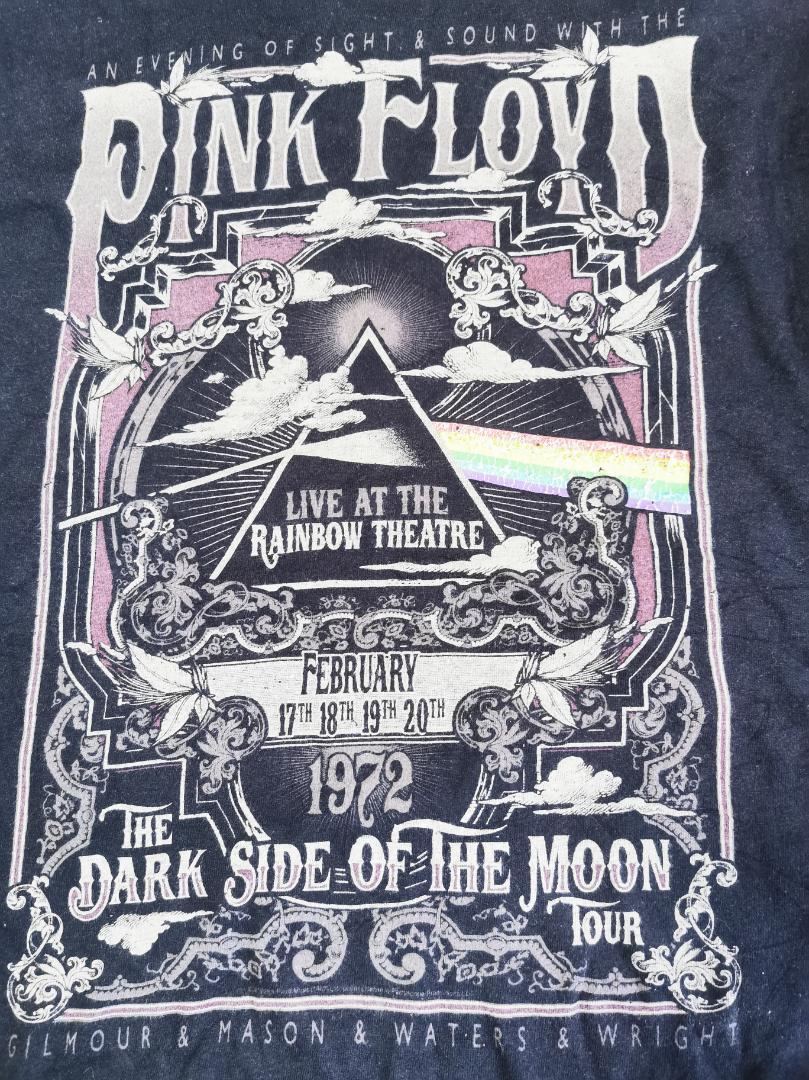 AN EVENING OF SIGHT & SOUND WITH THE
PINK FLOYD
LIVE AT THE
RAINBOW THEATRE
FEBRUARY
17TH 18TH, 19TH 20TH
1972
THE
DARK SIDE OF THE MOON
TOUR
GILMOUR & MASON & WATERS & WRIGHT